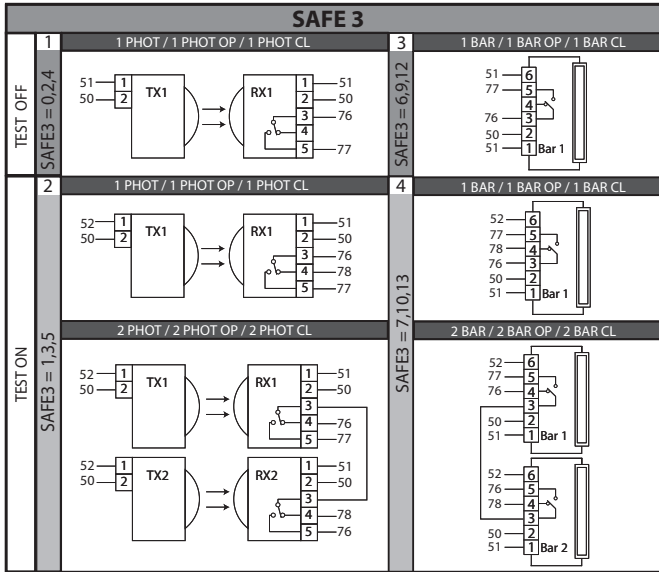 SAFE 3
TEST OFF
SAFE3 = 0,2,4
1
1 PHOT / 1 PHOT OP / 1 PHOT CL
51 1
50 2
TX1
RX1
1 51
2 50
3 76
4
5 77
SAFE3 = 6,9,12
3
1 BAR / 1 BAR OP / 1 BAR CL
51 6
77 5
4
76 3
50 2
51 1 Bar 1
TEST ON
SAFE3 = 1,3,5
2
1 PHOT / 1 PHOT OP / 1 PHOT CL
52 1
50 2
TX1
RX1
1 51
2 50
3 76
4 78
5 77
2 PHOT / 2 PHOT OP / 2 PHOT CL
52 1
50 2
TX1
RX1
1 51
2 50
3
4 76
5 77
52 1
50 2
TX2
RX2
1 51
2 50
3
4 78
5 76
SAFE3 = 7,10,13
4
1 BAR / 1 BAR OP / 1 BAR CL
52 6
77 5
78 4
76 3
50 2
51 1 Bar 1
2 BAR / 2 BAR OP / 2 BAR CL
52 6
77 5
76 4
3
50 2
51 1 Bar 1
52 6
76 5
78 4
3
50 2
51 1 Bar 2